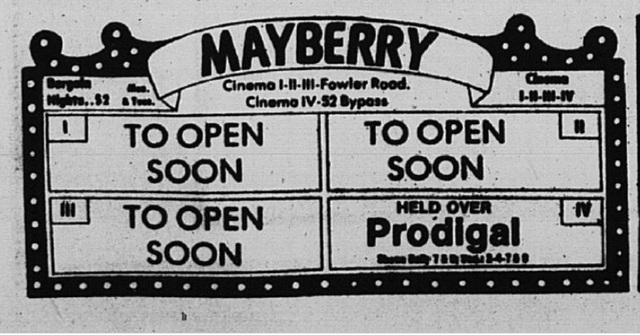 MAYBERRY
Bargain
Nights..$2
Mon.
& Tues.
Cinema I-II-III-Fowler Road.
Cinema IV-52 Bypass
Cinema
I-II-III-IV
I
TO OPEN
SOON
II
TO OPEN
SOON
III
TO OPEN
SOON
IV
HELD OVER
Prodigal